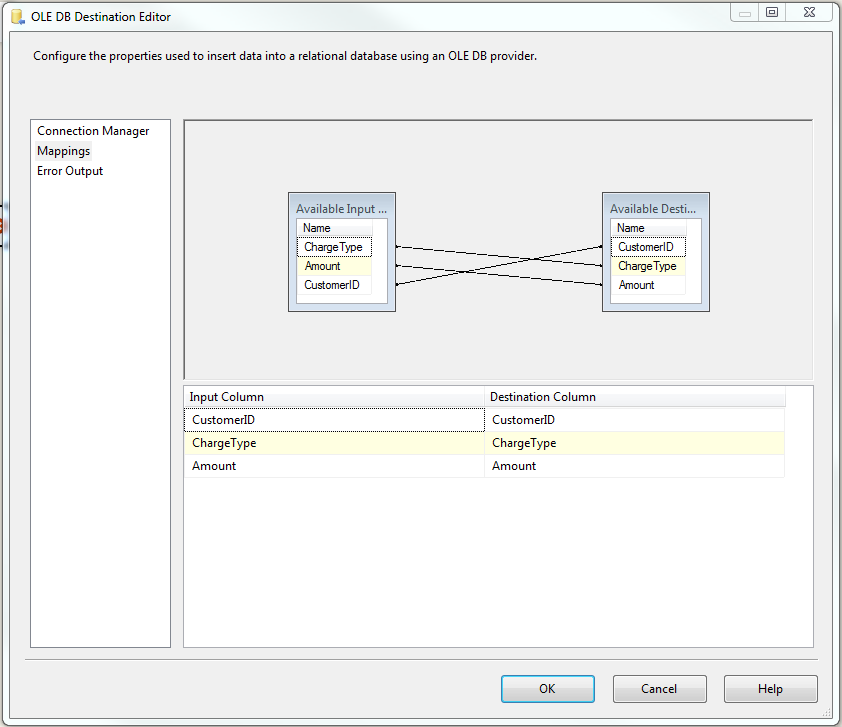 OLE DB Destination Editor
Configure the properties used to insert data into a relational database using an OLE DB provider.
Connection Manager
Mappings
Error Output
Available Input ...
Name
ChargeType
Amount
CustomerID
Available Desti...
Name
CustomerID
ChargeType
Amount
Input Column Destination Column
CustomerID CustomerID
ChargeType ChargeType
Amount Amount
OK Cancel Help